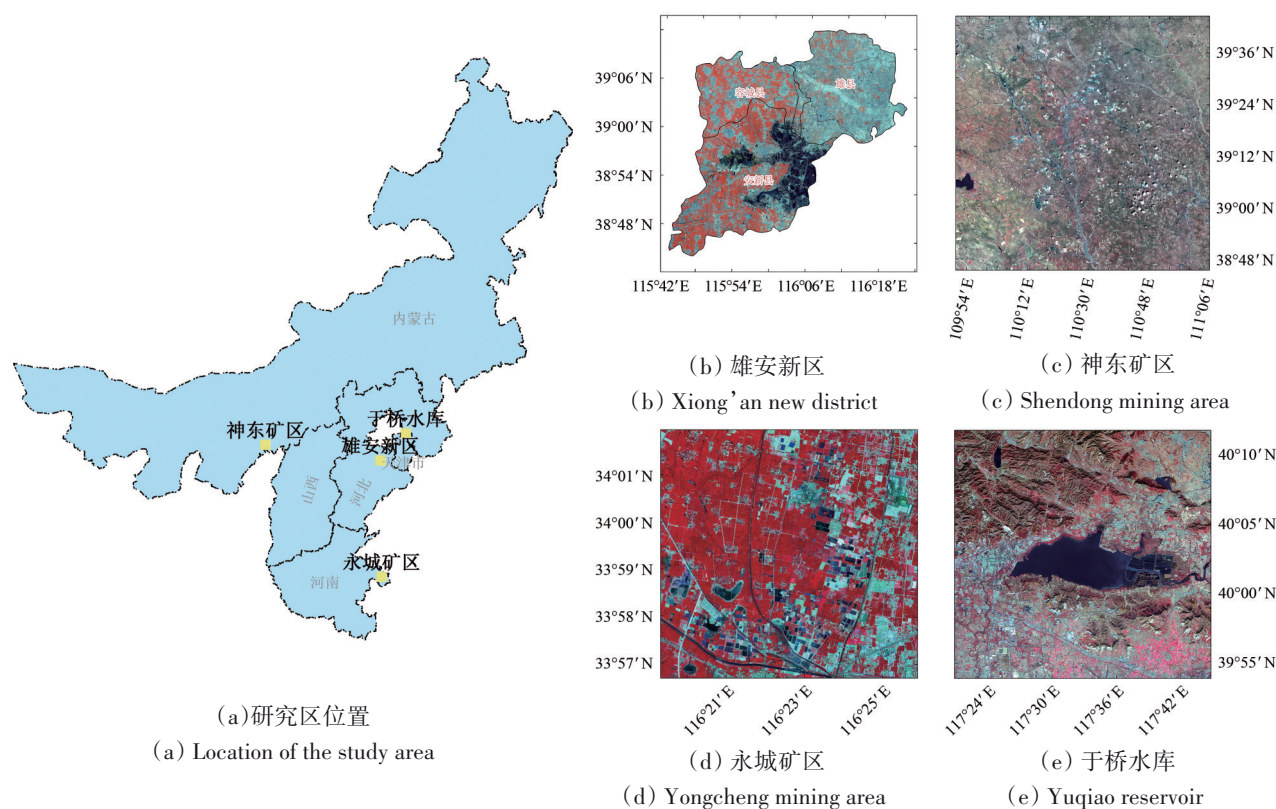 内蒙古
神东矿区
于桥水库
雄安新区
天津市
山西
河北
永城矿区
河南
(a)研究区位置
(a) Location of the study area
39°06′N
39°00′N
38°54′N
38°48′N
容城县
雄县
安新县
115°42′E
115°54′E
116°06′E
116°18′E
(b) 雄安新区
(b) Xiong’an new district
39°36′N
39°24′N
39°12′N
39°00′N
38°48′N
109°54′E
110°12′E
110°30′E
110°48′E
111°06′E
(c) 神东矿区
(c) Shendong mining area
34°01′N
34°00′N
33°59′N
33°58′N
33°57′N
116°21′E
116°23′E
116°25′E
(d) 永城矿区
(d) Yongcheng mining area
40°10′N
40°05′N
40°00′N
39°55′N
117°24′E
117°30′E
117°36′E
117°42′E
(e) 于桥水库
(e) Yuqiao reservoir